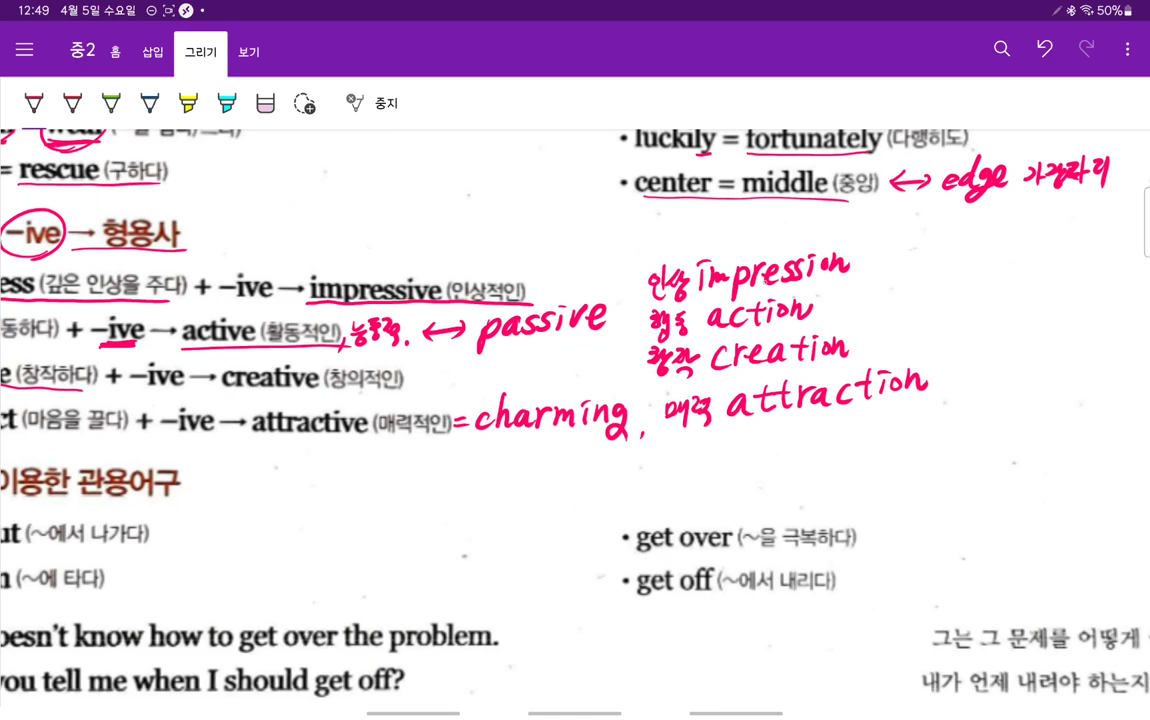 12:49 4월 5일 수요일 50%
중2 홈 삽입 그리기 보기
중지
• luckily = fortunately (다행히도)
= rescue (구하다)
• center = middle (중앙) ↔ edge 가장자리
–ive → 형용사
ess (깊은 인상을 주다) + –ive → impressive (인상적인)
인상 impression
동하다) + –ive → active (활동적인), 능동적. ↔ passive
행동 action
e (창작하다) + –ive → creative (창의적인)
창작 creation
ct (마음을 끌다) + –ive → attractive (매력적인) = charming, 매력 attraction
이용한 관용어구
ut (~에서 나가다)
• get over (~을 극복하다)
n (~에 타다)
• get off (~에서 내리다)
oesn't know how to get over the problem.
그는 그 문제를 어떻게
you tell me when I should get off?
내가 언제 내려야 하는지